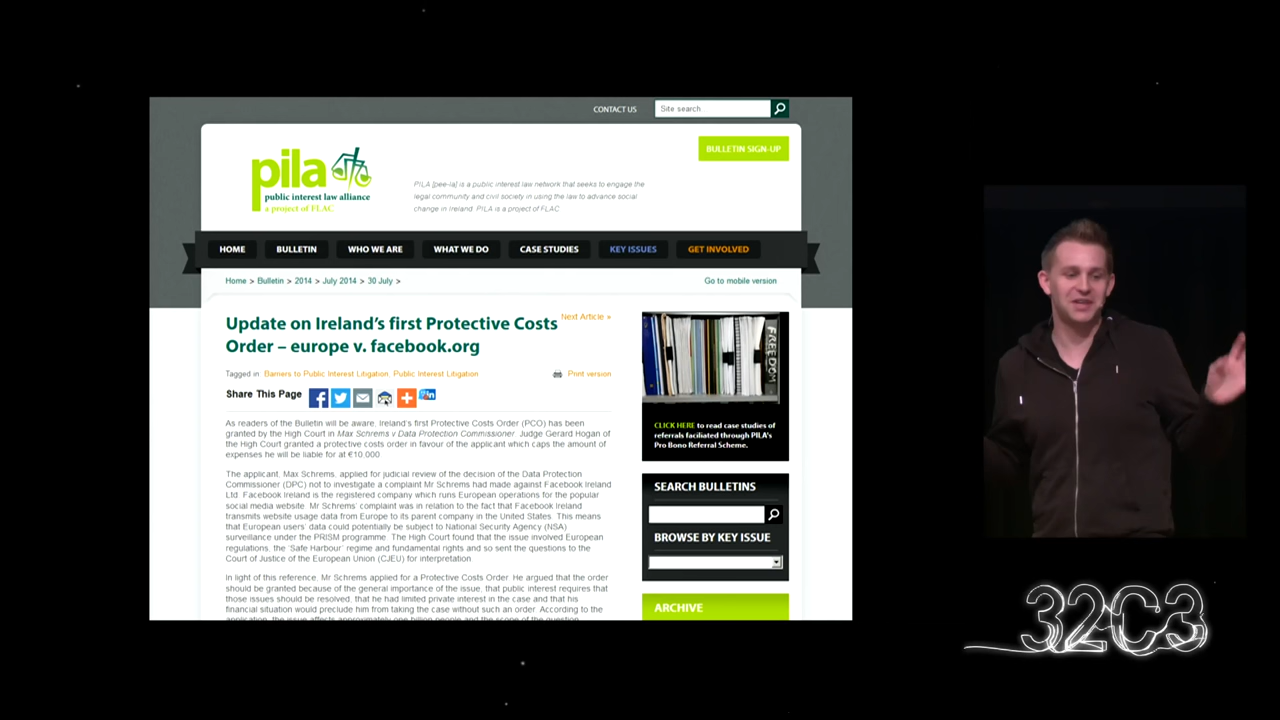 CONTACT US
Site search
BULLETIN SIGN-UP
pila
public interest law alliance
a project of FLAC
PILA [pee-la] is a public interest law network that seeks to engage the
legal community and civil society in using the law to advance social
change in Ireland. PILA is a project of FLAC
HOME BULLETIN WHO WE ARE WHAT WE DO CASE STUDIES KEY ISSUES GET INVOLVED
Home > Bulletin > 2014 > July 2014 > 30 July >
Go to mobile version
Next Article »
Update on Ireland's first Protective Costs
Order – europe v. facebook.org
Tagged in: Barriers to Public Interest Litigation, Public Interest Litigation
Print version
Share This Page
As readers of the Bulletin will be aware, Ireland's first Protective Costs Order (PCO) has been
granted by the High Court in Max Schrems v Data Protection Commissioner. Judge Gerard Hogan of
the High Court granted a protective costs order in favour of the applicant which caps the amount of
expenses he will be liable for at €10,000
The applicant, Max Schrems, applied for judicial review of the decision of the Data Protection
Commissioner (DPC) not to investigate a complaint Mr Schrems had made against Facebook Ireland
Ltd. Facebook Ireland is the registered company which runs European operations for the popular
social media website. Mr Schrems' complaint was in relation to the fact that Facebook Ireland
transmits website usage data from Europe to its parent company in the United States. This means
that European users' data could potentially be subject to National Security Agency (NSA)
surveillance under the PRISM programme. The High Court found that the issue involved European
regulations, the 'Safe Harbour' regime and fundamental rights and so sent the questions to the
Court of Justice of the European Union (CJEU) for interpretation
In light of this reference, Mr Schrems applied for a Protective Costs Order. He argued that the order
should be granted because of the general importance of the issue, that public interest requires that
those issues should be resolved, that he had limited private interest in the case and that his
financial situation would preclude him from taking the case without such an order. According to the
application, the issue affects approximately one billion people and the scope of the question
FREEDOM
CLICK HERE to read case studies of
referrals faciliated through PILA's
Pro Bono Referral Scheme.
SEARCH BULLETINS
BROWSE BY KEY ISSUE
ARCHIVE
32C3